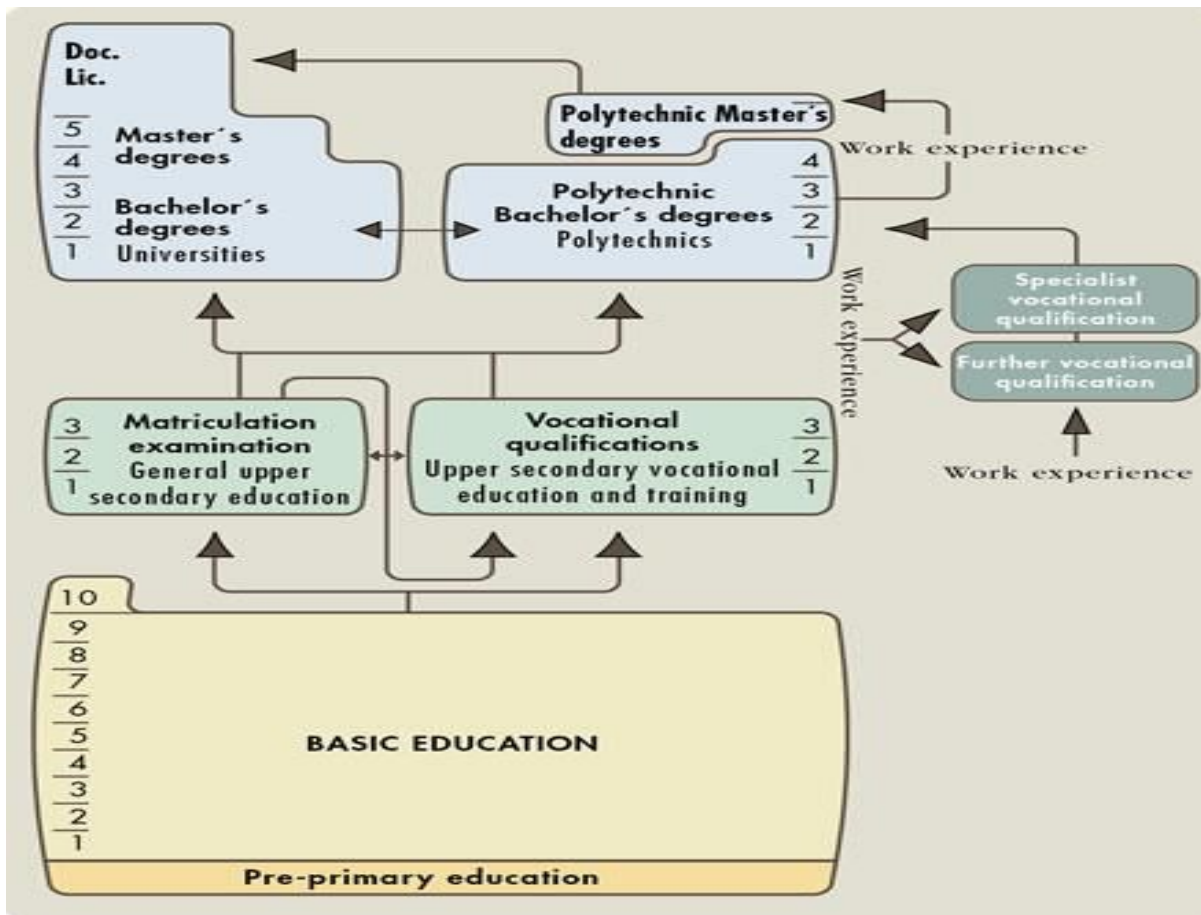 Doc.
Lic.
5
4
3
2
1
Master´s
degrees
Bachelor´s
degrees
Universities
Polytechnic Master´s
degrees
Polytechnic
Bachelor´s degrees
Polytechnics
4
3
2
1
Work experience
Specialist
vocational
qualification
Further vocational
qualification
Work experience
Work experience
3
2
1
Matriculation
examination
General upper
secondary education
Vocational
qualifications
Upper secondary vocational
education and training
3
2
1
10
9
8
7
6
5
4
3
2
1
BASIC EDUCATION
Pre-primary education